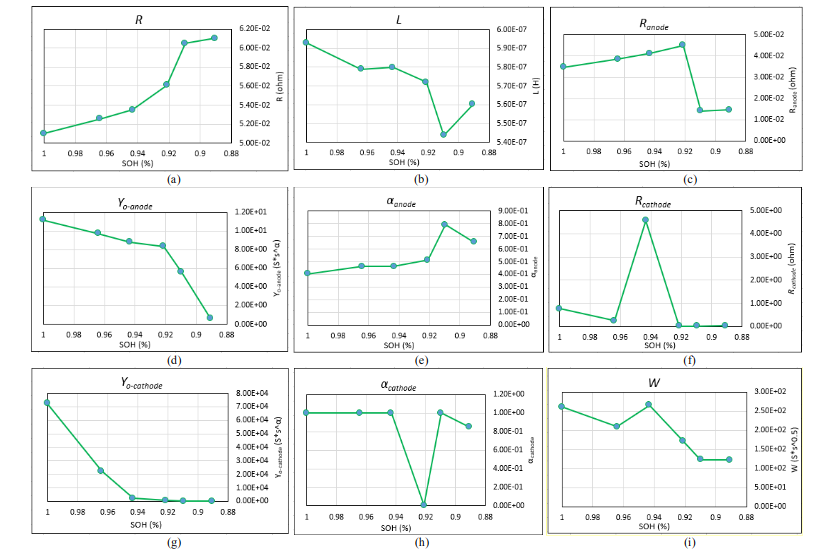 R
6.20E-02
6.00E-02
5.80E-02
5.60E-02
5.40E-02
5.20E-02
5.00E-02
R (ohm)
1 0.98 0.96 0.94 0.92 0.9 0.88
SOH (%)
(a)
L
6.00E-07
5.90E-07
5.80E-07
5.70E-07
5.60E-07
5.50E-07
5.40E-07
L (H)
1 0.98 0.96 0.94 0.92 0.9 0.88
SOH (%)
(b)
Ranode
5.00E-02
4.00E-02
3.00E-02
2.00E-02
1.00E-02
0.00E+00
Ranode (ohm)
1 0.98 0.96 0.94 0.92 0.9 0.88
SOH (%)
(c)
Yo-anode
1.20E+01
1.00E+01
8.00E+00
6.00E+00
4.00E+00
2.00E+00
0.00E+00
Yo-anode (S*s^α)
1 0.98 0.96 0.94 0.92 0.9 0.88
SOH (%)
(d)
αanode
9.00E-01
8.00E-01
7.00E-01
6.00E-01
5.00E-01
4.00E-01
3.00E-01
2.00E-01
1.00E-01
0.00E+00
αanode
1 0.98 0.96 0.94 0.92 0.9 0.88
SOH (%)
(e)
Rcathode
5.00E+00
4.00E+00
3.00E+00
2.00E+00
1.00E+00
0.00E+00
Rcathode (ohm)
1 0.98 0.96 0.94 0.92 0.9 0.88
SOH (%)
(f)
Yo-cathode
8.00E+04
7.00E+04
6.00E+04
5.00E+04
4.00E+04
3.00E+04
2.00E+04
1.00E+04
0.00E+00
Yo-cathode (S*s^α)
1 0.98 0.96 0.94 0.92 0.9 0.88
SOH (%)
(g)
αcathode
1.20E+00
1.00E+00
8.00E-01
6.00E-01
4.00E-01
2.00E-01
0.00E+00
αcathode
1 0.98 0.96 0.94 0.92 0.9 0.88
SOH (%)
(h)
W
3.00E+02
2.50E+02
2.00E+02
1.50E+02
1.00E+02
5.00E+01
0.00E+00
W (S*s^0.5)
1 0.98 0.96 0.94 0.92 0.9 0.88
SOH (%)
(i)